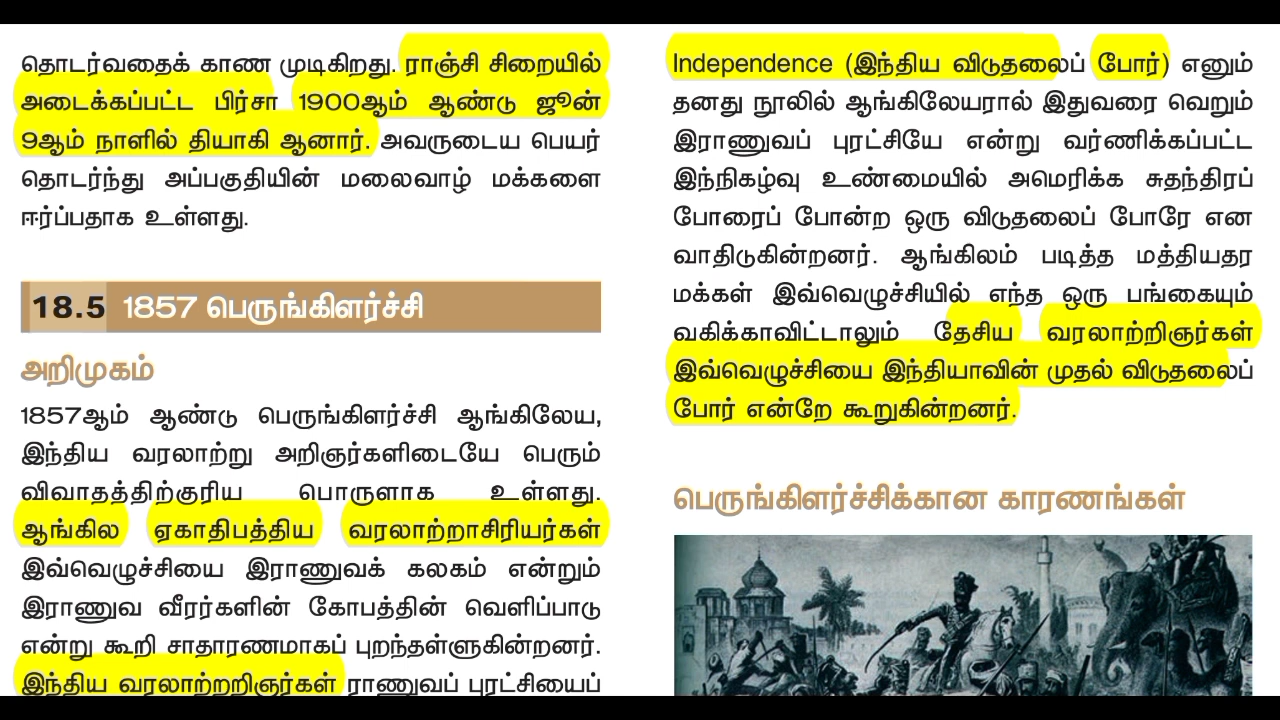 தொடர்வதைக் காண முடிகிறது. ராஞ்சி சிறையில்
அடைக்கப்பட்ட பிர்சா 1900ஆம் ஆண்டு ஜூன்
9ஆம் நாளில் தியாகி ஆனார். அவருடைய பெயர்
தொடர்ந்து அப்பகுதியின் மலைவாழ் மக்களை
ஈர்ப்பதாக உள்ளது.
18.5 1857 பெருங்கிளர்ச்சி
அறிமுகம்
1857ஆம் ஆண்டு பெருங்கிளர்ச்சி ஆங்கிலேய,
இந்திய வரலாற்று அறிஞர்களிடையே பெரும்
விவாதத்திற்குரிய பொருளாக உள்ளது.
ஆங்கில ஏகாதிபத்திய வரலாற்றாசிரியர்கள்
இவ்வெழுச்சியை இராணுவக் கலகம் என்றும்
இராணுவ வீரர்களின் கோபத்தின் வெளிப்பாடு
என்று கூறி சாதாரணமாகப் புறந்தள்ளுகின்றனர்.
இந்திய வரலாற்றறிஞர்கள் ராணுவப் புரட்சியைப்
Independence (இந்திய விடுதலைப் போர்) எனும்
தனது நூலில் ஆங்கிலேயரால் இதுவரை வெறும்
இராணுவப் புரட்சியே என்று வர்ணிக்கப்பட்ட
இந்நிகழ்வு உண்மையில் அமெரிக்க சுதந்திரப்
போரைப் போன்ற ஒரு விடுதலைப் போரே என
வாதிடுகின்றனர். ஆங்கிலம் படித்த மத்தியதர
மக்கள் இவ்வெழுச்சியில் எந்த ஒரு பங்கையும்
வகிக்காவிட்டாலும் தேசிய வரலாற்றிஞர்கள்
இவ்வெழுச்சியை இந்தியாவின் முதல் விடுதலைப்
போர் என்றே கூறுகின்றனர்.
பெருங்கிளர்ச்சிக்கான காரணங்கள்